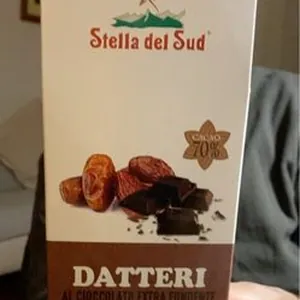 Stella del Sud
CACAO
70%
DATTERI
AL CIOCCOLATO EXTRA FONDENTE